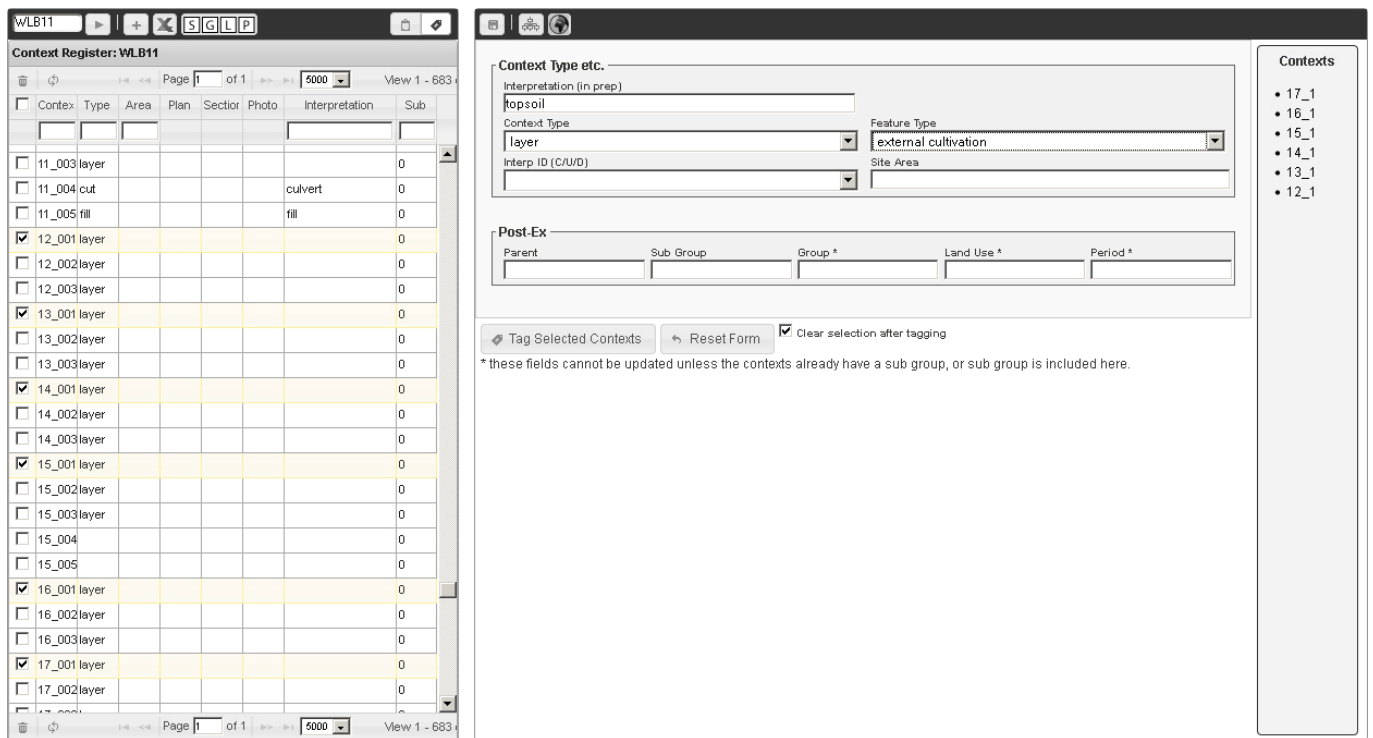 WLB11
S G L P
Context Register: WLB11
Page 1 of 1 5000 View 1 - 683
Contex Type Area Plan Section Photo Interpretation Sub
11_003 layer 0
11_004 cut culvert 0
11_005 fill fill 0
12_001 layer 0
12_002 layer 0
12_003 layer 0
13_001 layer 0
13_002 layer 0
13_003 layer 0
14_001 layer 0
14_002 layer 0
14_003 layer 0
15_001 layer 0
15_002 layer 0
15_003 layer 0
15_004 0
15_005 0
16_001 layer 0
16_002 layer 0
16_003 layer 0
17_001 layer 0
17_002 layer 0
Page 1 of 1 5000 View 1 - 683
Context Type etc.
Interpretation (in prep)
topsoil
Context Type Feature Type
layer external cultivation
Interp ID (C/U/D) Site Area
Post-Ex
Parent Sub Group Group * Land Use * Period *
Tag Selected Contexts Reset Form Clear selection after tagging
* these fields cannot be updated unless the contexts already have a sub group, or sub group is included here.
Contexts
• 17_1
• 16_1
• 15_1
• 14_1
• 13_1
• 12_1